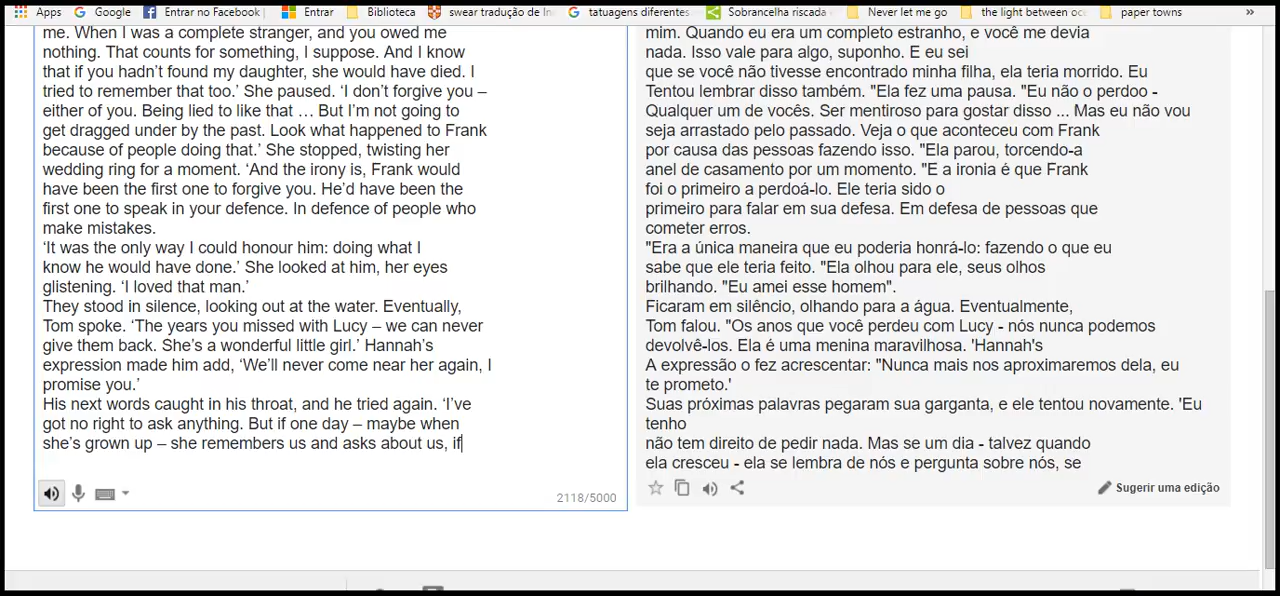 Apps Google Entrar no Facebook Entrar Biblioteca swear tradução de In tatuagens diferentes Sobrancelha riscada Never let me go the light between oce paper towns »
me. When I was a complete stranger, and you owed me
nothing. That counts for something, I suppose. And I know
that if you hadn’t found my daughter, she would have died. I
tried to remember that too.’ She paused. ‘I don’t forgive you –
either of you. Being lied to like that … But I’m not going to
get dragged under by the past. Look what happened to Frank
because of people doing that.’ She stopped, twisting her
wedding ring for a moment. ‘And the irony is, Frank would
have been the first one to forgive you. He’d have been the
first one to speak in your defence. In defence of people who
make mistakes.
‘It was the only way I could honour him: doing what I
know he would have done.’ She looked at him, her eyes
glistening. ‘I loved that man.’
They stood in silence, looking out at the water. Eventually,
Tom spoke. ‘The years you missed with Lucy – we can never
give them back. She’s a wonderful little girl.’ Hannah’s
expression made him add, ‘We’ll never come near her again, I
promise you.’
His next words caught in his throat, and he tried again. ‘I’ve
got no right to ask anything. But if one day – maybe when
she’s grown up – she remembers us and asks about us, if
2118/5000
mim. Quando eu era um completo estranho, e você me devia
nada. Isso vale para algo, suponho. E eu sei
que se você não tivesse encontrado minha filha, ela teria morrido. Eu
Tentou lembrar disso também. "Ela fez uma pausa. "Eu não o perdoo -
Qualquer um de vocês. Ser mentiroso para gostar disso ... Mas eu não vou
seja arrastado pelo passado. Veja o que aconteceu com Frank
por causa das pessoas fazendo isso. "Ela parou, torcendo-a
anel de casamento por um momento. "E a ironia é que Frank
foi o primeiro a perdoá-lo. Ele teria sido o
primeiro para falar em sua defesa. Em defesa de pessoas que
cometer erros.
"Era a única maneira que eu poderia honrá-lo: fazendo o que eu
sabe que ele teria feito. "Ela olhou para ele, seus olhos
brilhando. "Eu amei esse homem".
Ficaram em silêncio, olhando para a água. Eventualmente,
Tom falou. "Os anos que você perdeu com Lucy - nós nunca podemos
devolvê-los. Ela é uma menina maravilhosa. 'Hannah's
A expressão o fez acrescentar: "Nunca mais nos aproximaremos dela, eu
te prometo.'
Suas próximas palavras pegaram sua garganta, e ele tentou novamente. 'Eu
tenho
não tem direito de pedir nada. Mas se um dia - talvez quando
ela cresceu - ela se lembra de nós e pergunta sobre nós, se
Sugerir uma edição